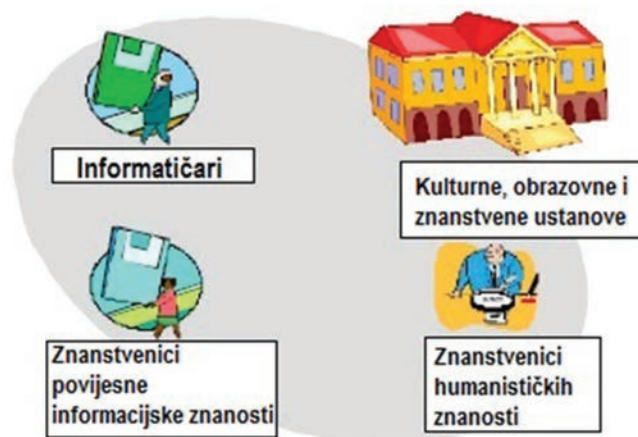 Informatičari
Kulturne, obrazovne i
znanstvene ustanove
Znanstvenici
povijesne
informacijske znanosti
Znanstvenici
humanističkih
znanosti